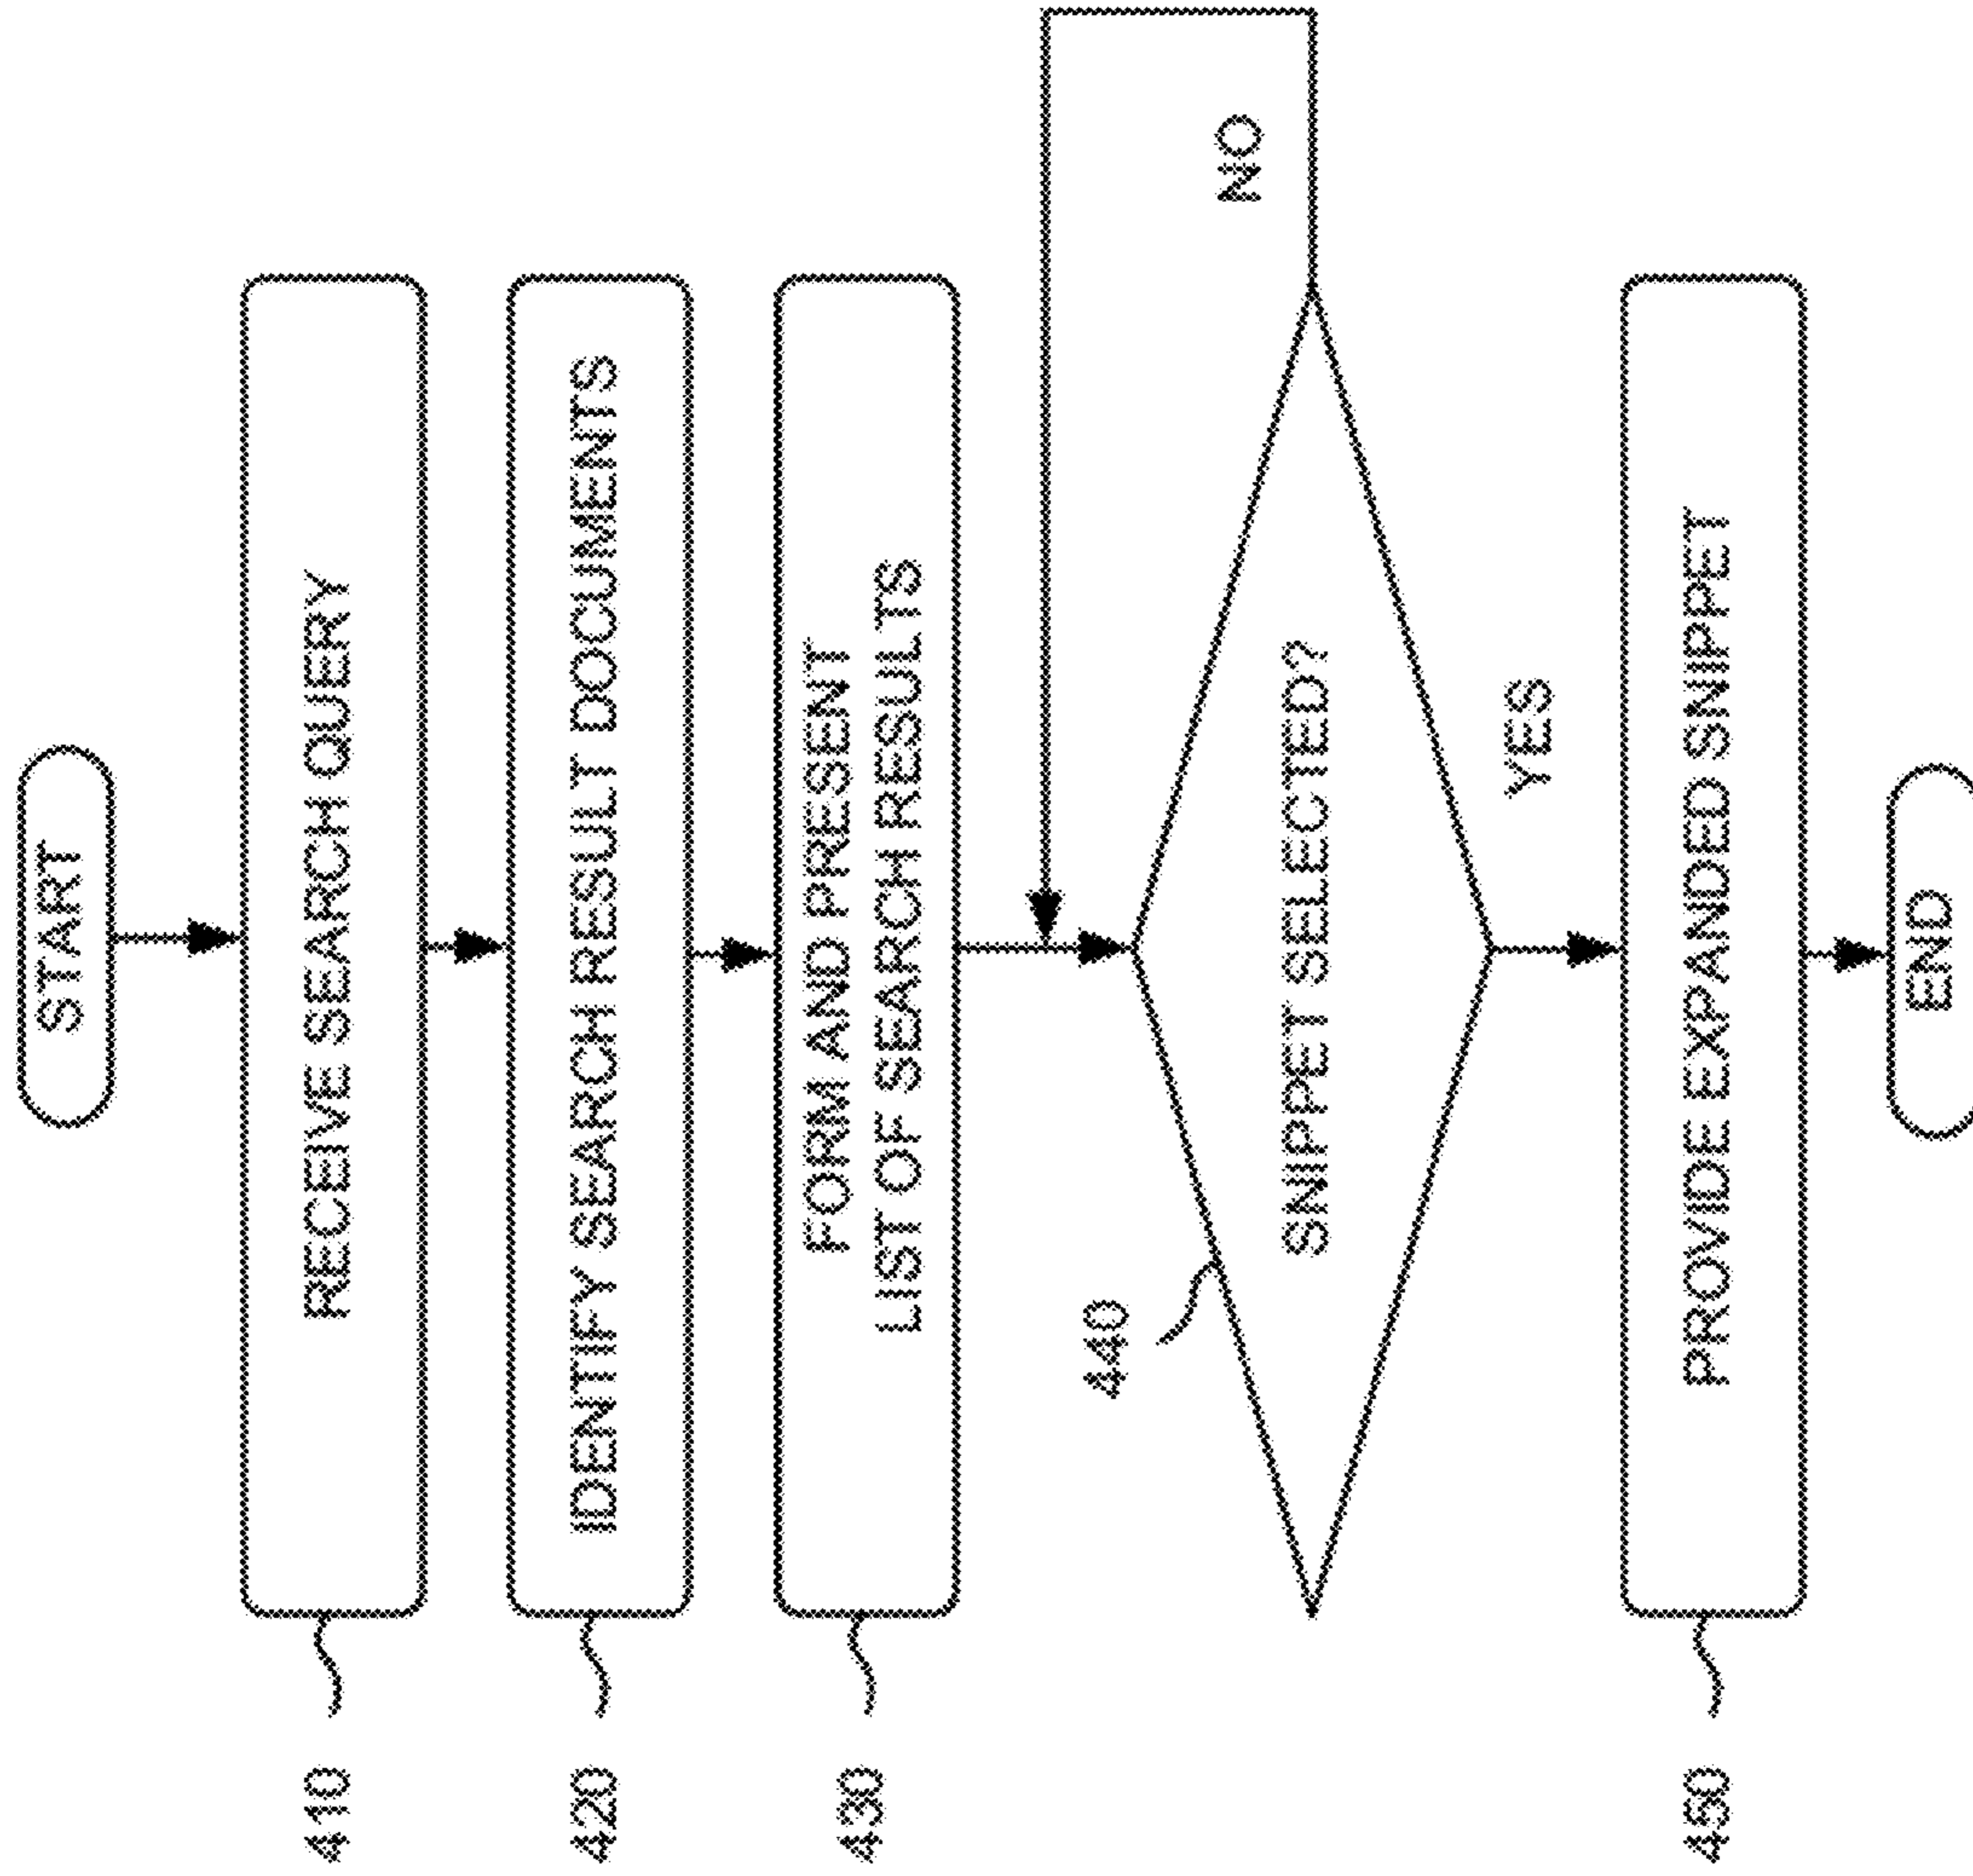 START
410
RECEIVE SEARCH QUERY
420
IDENTIFY SEARCH RESULT DOCUMENTS
430
FORM AND PRESENT
LIST OF SEARCH RESULTS
440
SNIPPET SELECTED?
NO
YES
450
PROVIDE EXPANDED SNIPPET
END